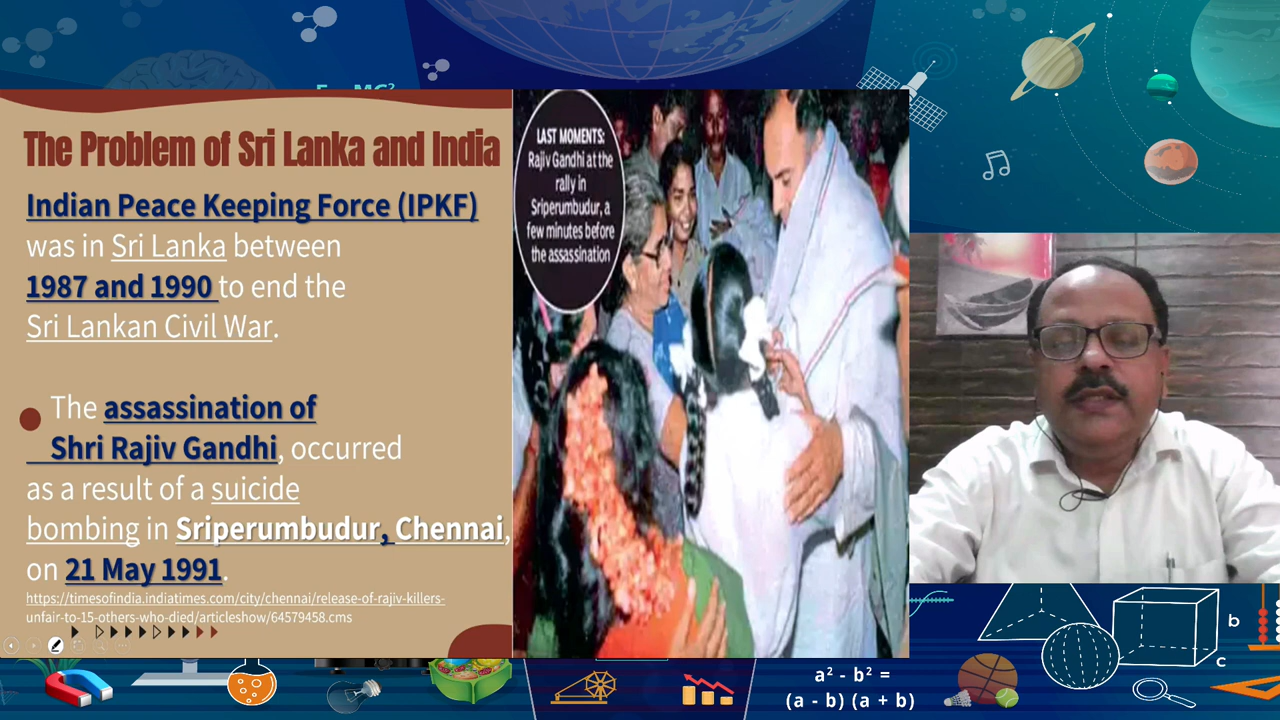 E = MC²
The Problem of Sri Lanka and India
Indian Peace Keeping Force (IPKF)
was in Sri Lanka between
1987 and 1990 to end the
Sri Lankan Civil War.
The assassination of
Shri Rajiv Gandhi, occurred
as a result of a suicide
bombing in Sriperumbudur, Chennai,
on 21 May 1991.
https://timesofindia.indiatimes.com/city/chennai/release-of-rajiv-killers-
unfair-to-15-others-who-died/articleshow/64579458.cms
LAST MOMENTS:
Rajiv Gandhi at the
rally in
Sriperumbudur, a
few minutes before
the assassination
b
c
a² - b² =
(a - b) (a + b)